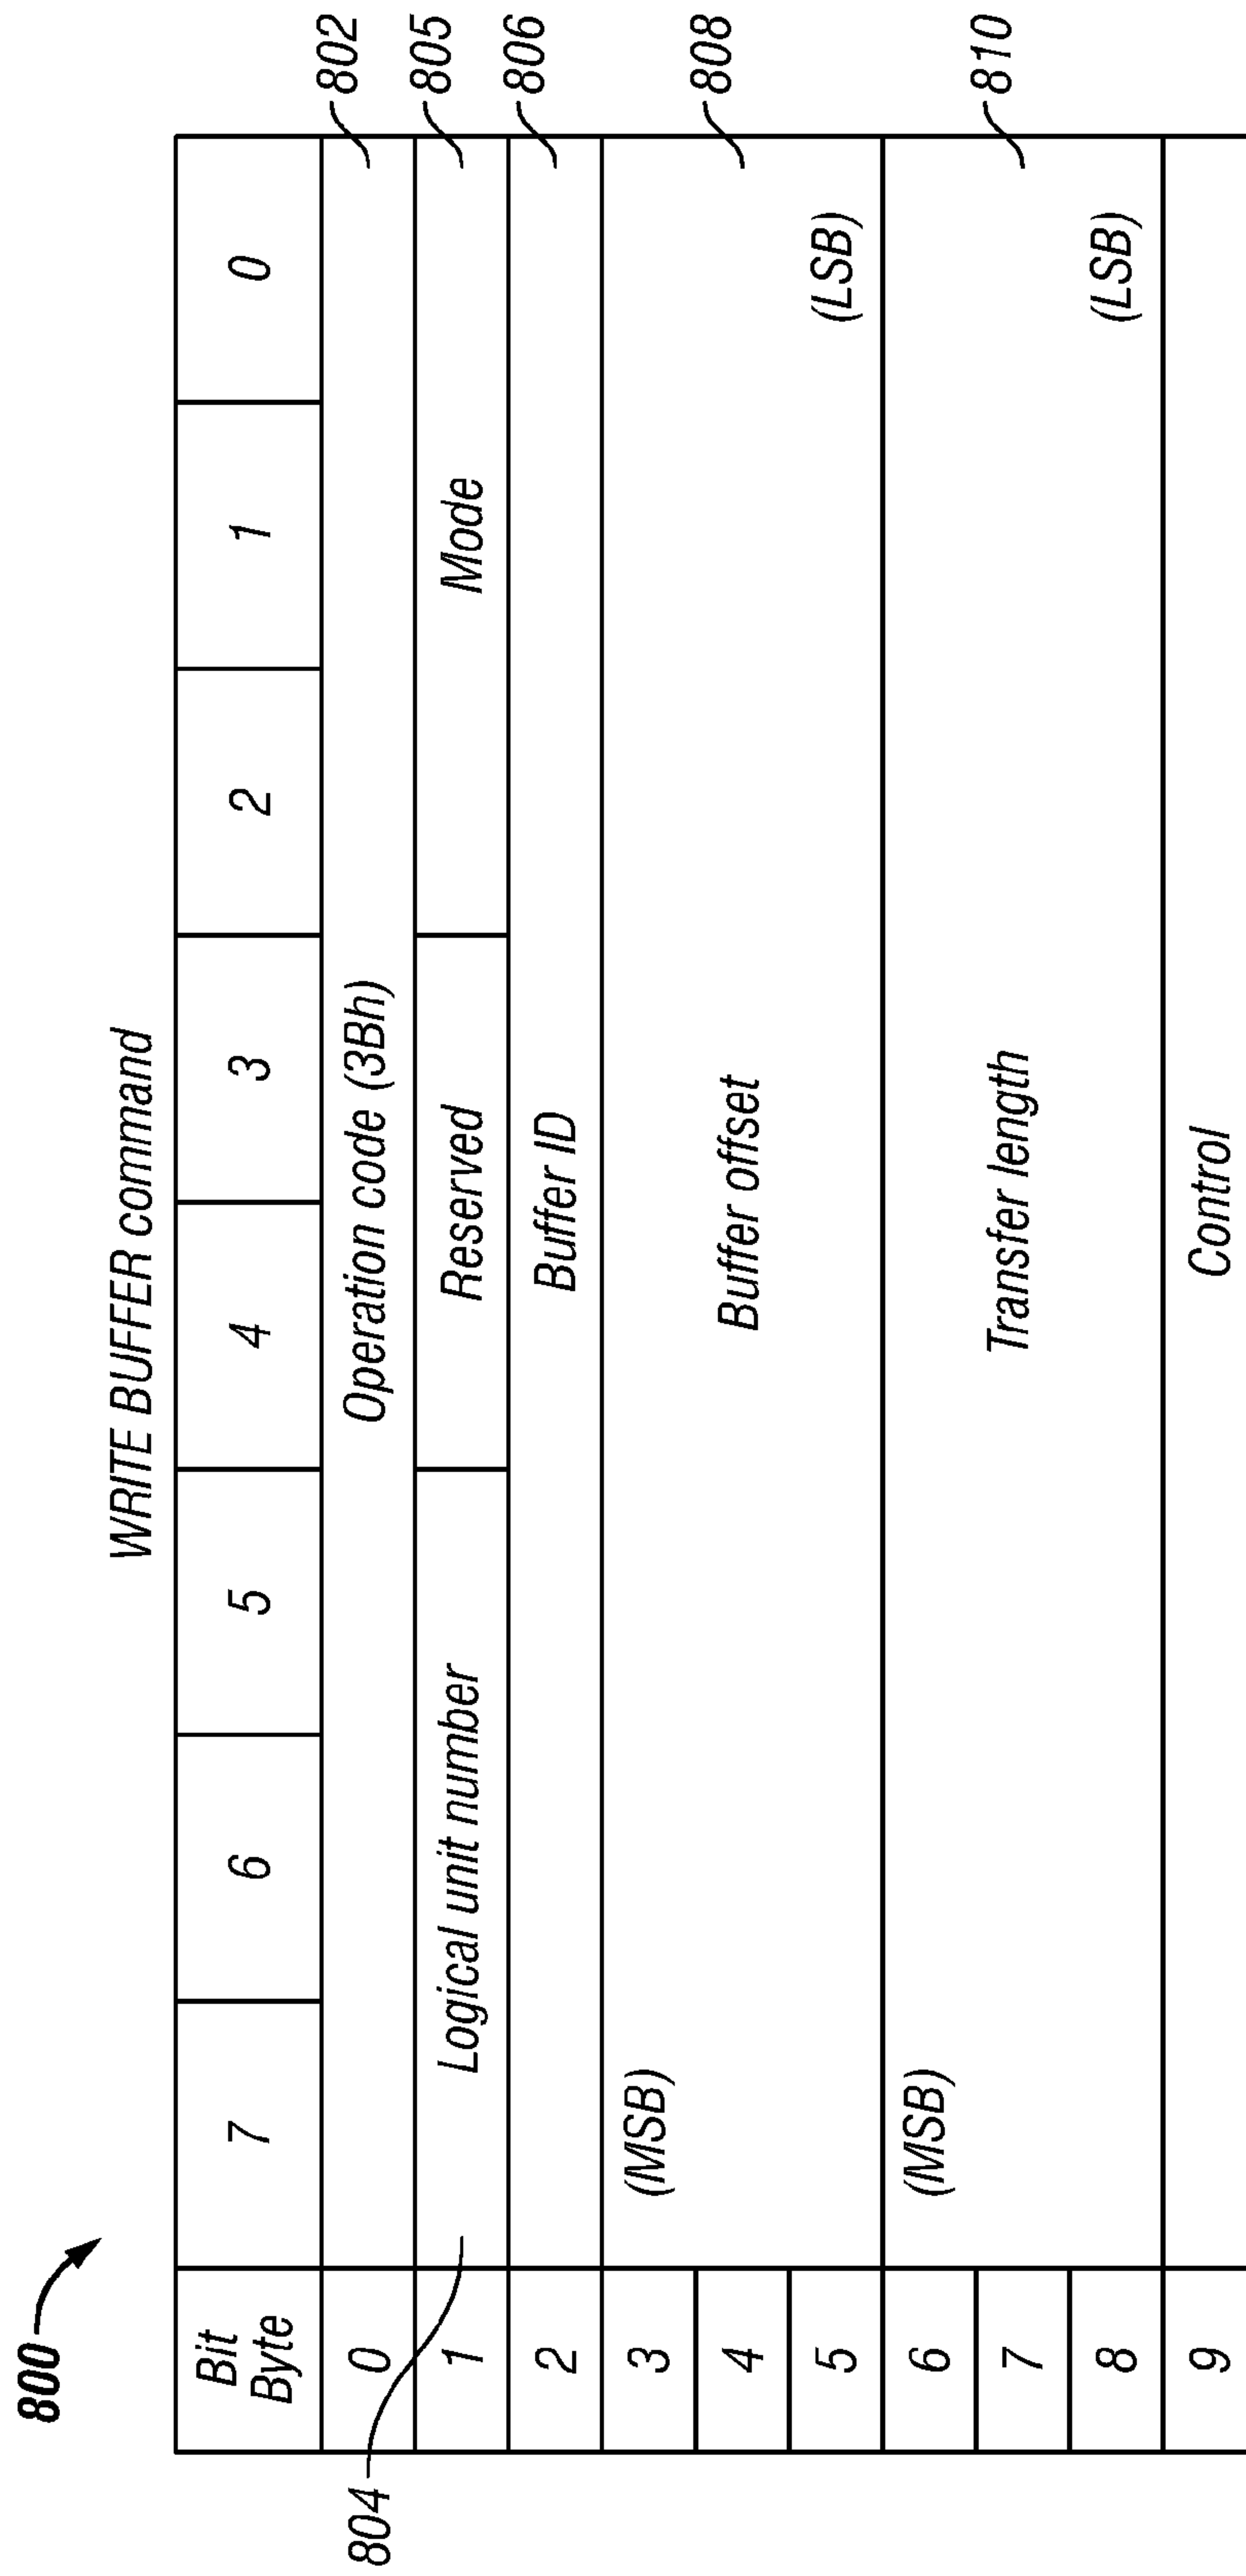 800
WRITE BUFFER command
Bit
Byte
7 6 5 4 3 2 1 0
0 Operation code (3Bh) 802
804 1 Logical unit number Reserved Mode 805
2 Buffer ID 806
3 (MSB)
4 Buffer offset 808
5 (LSB)
6 (MSB)
7 Transfer length 810
8 (LSB)
9 Control